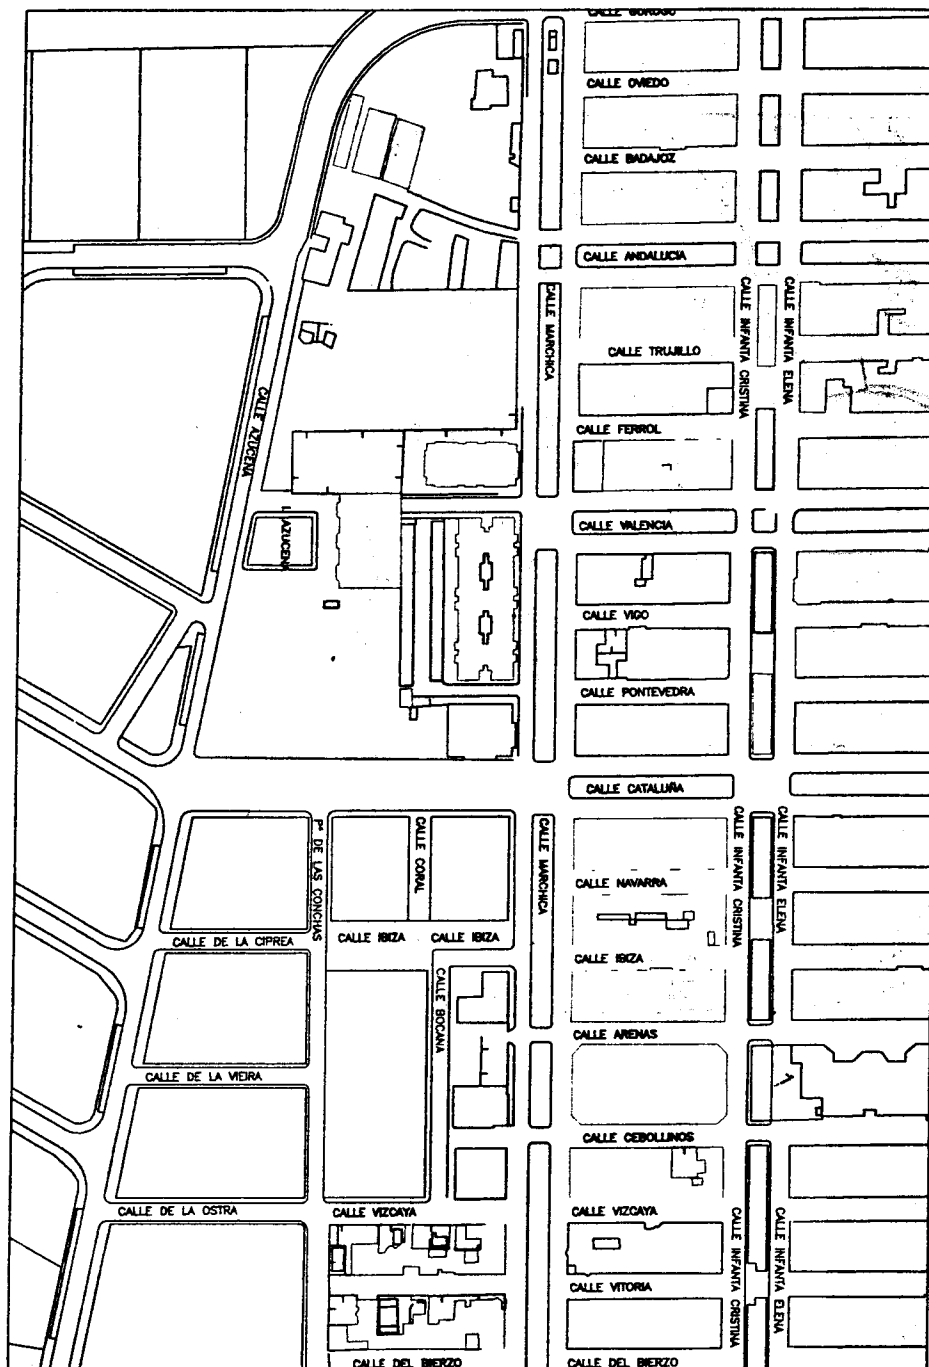 CALLE OVIEDO
CALLE BADAJOZ
CALLE ANDALUCIA
CALLE MARCHICA
CALLE INFANTA CRISTINA
CALLE INFANTA ELENA
CALLE TRUJILLO
CALLE AZUCENA
CALLE FERROL
CALLE VALENCIA
AZUCENA
CALLE VIGO
CALLE PONTEVEDRA
CALLE CATALUÑA
Pº DE LAS CONCHAS
CALLE CORAL
CALLE MARCHICA
CALLE INFANTA CRISTINA
CALLE INFANTA ELENA
CALLE NAVARRA
CALLE DE LA CIPREA
CALLE IBIZA
CALLE IBIZA
CALLE IBIZA
CALLE BOCANA
CALLE ARENAS
CALLE DE LA VIEIRA
CALLE CEBOLLINOS
CALLE DE LA OSTRA
CALLE VIZCAYA
CALLE VIZCAYA
CALLE INFANTA CRISTINA
CALLE INFANTA ELENA
CALLE VITORIA
CALLE DEL BIERZO
CALLE DEL BIERZO